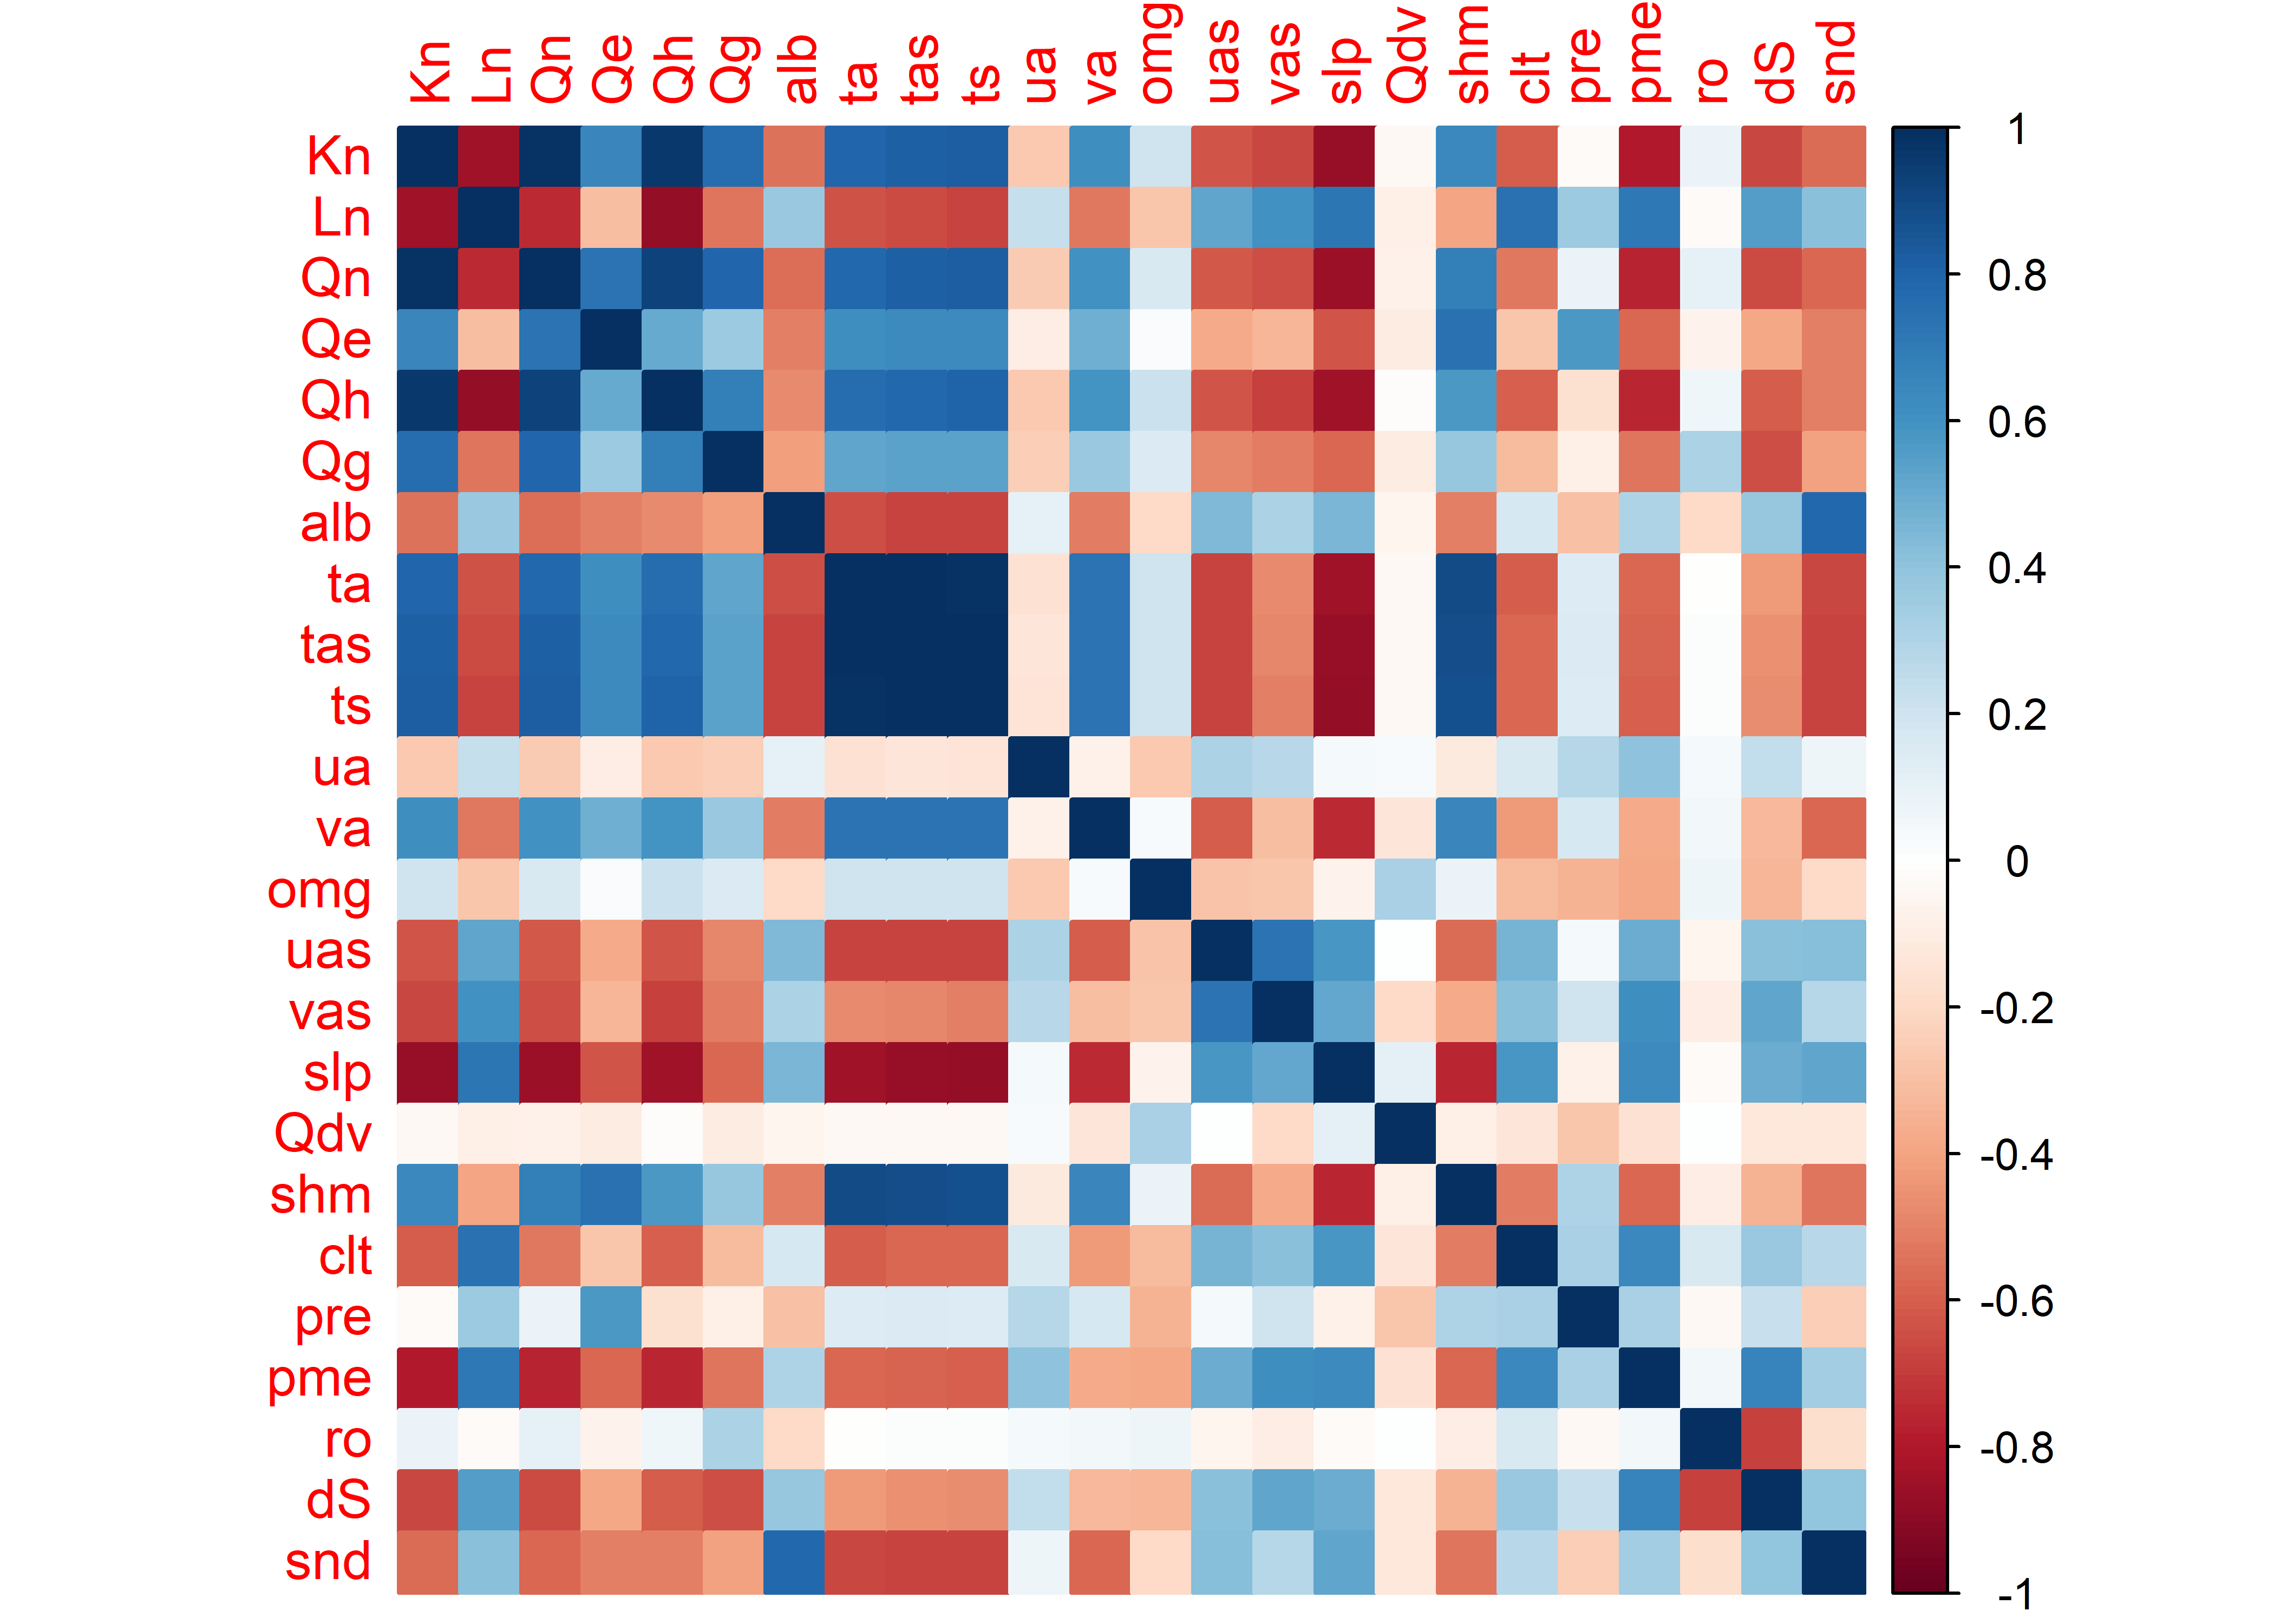 Kn Ln Qn Qe Qh Qg alb ta tas ts ua va omg uas vas slp Qdv shm clt pre pme ro dS snd
Kn
Ln
Qn
Qe
Qh
Qg
alb
ta
tas
ts
ua
va
omg
uas
vas
slp
Qdv
shm
clt
pre
pme
ro
dS
snd
1
0.8
0.6
0.4
0.2
0
-0.2
-0.4
-0.6
-0.8
-1